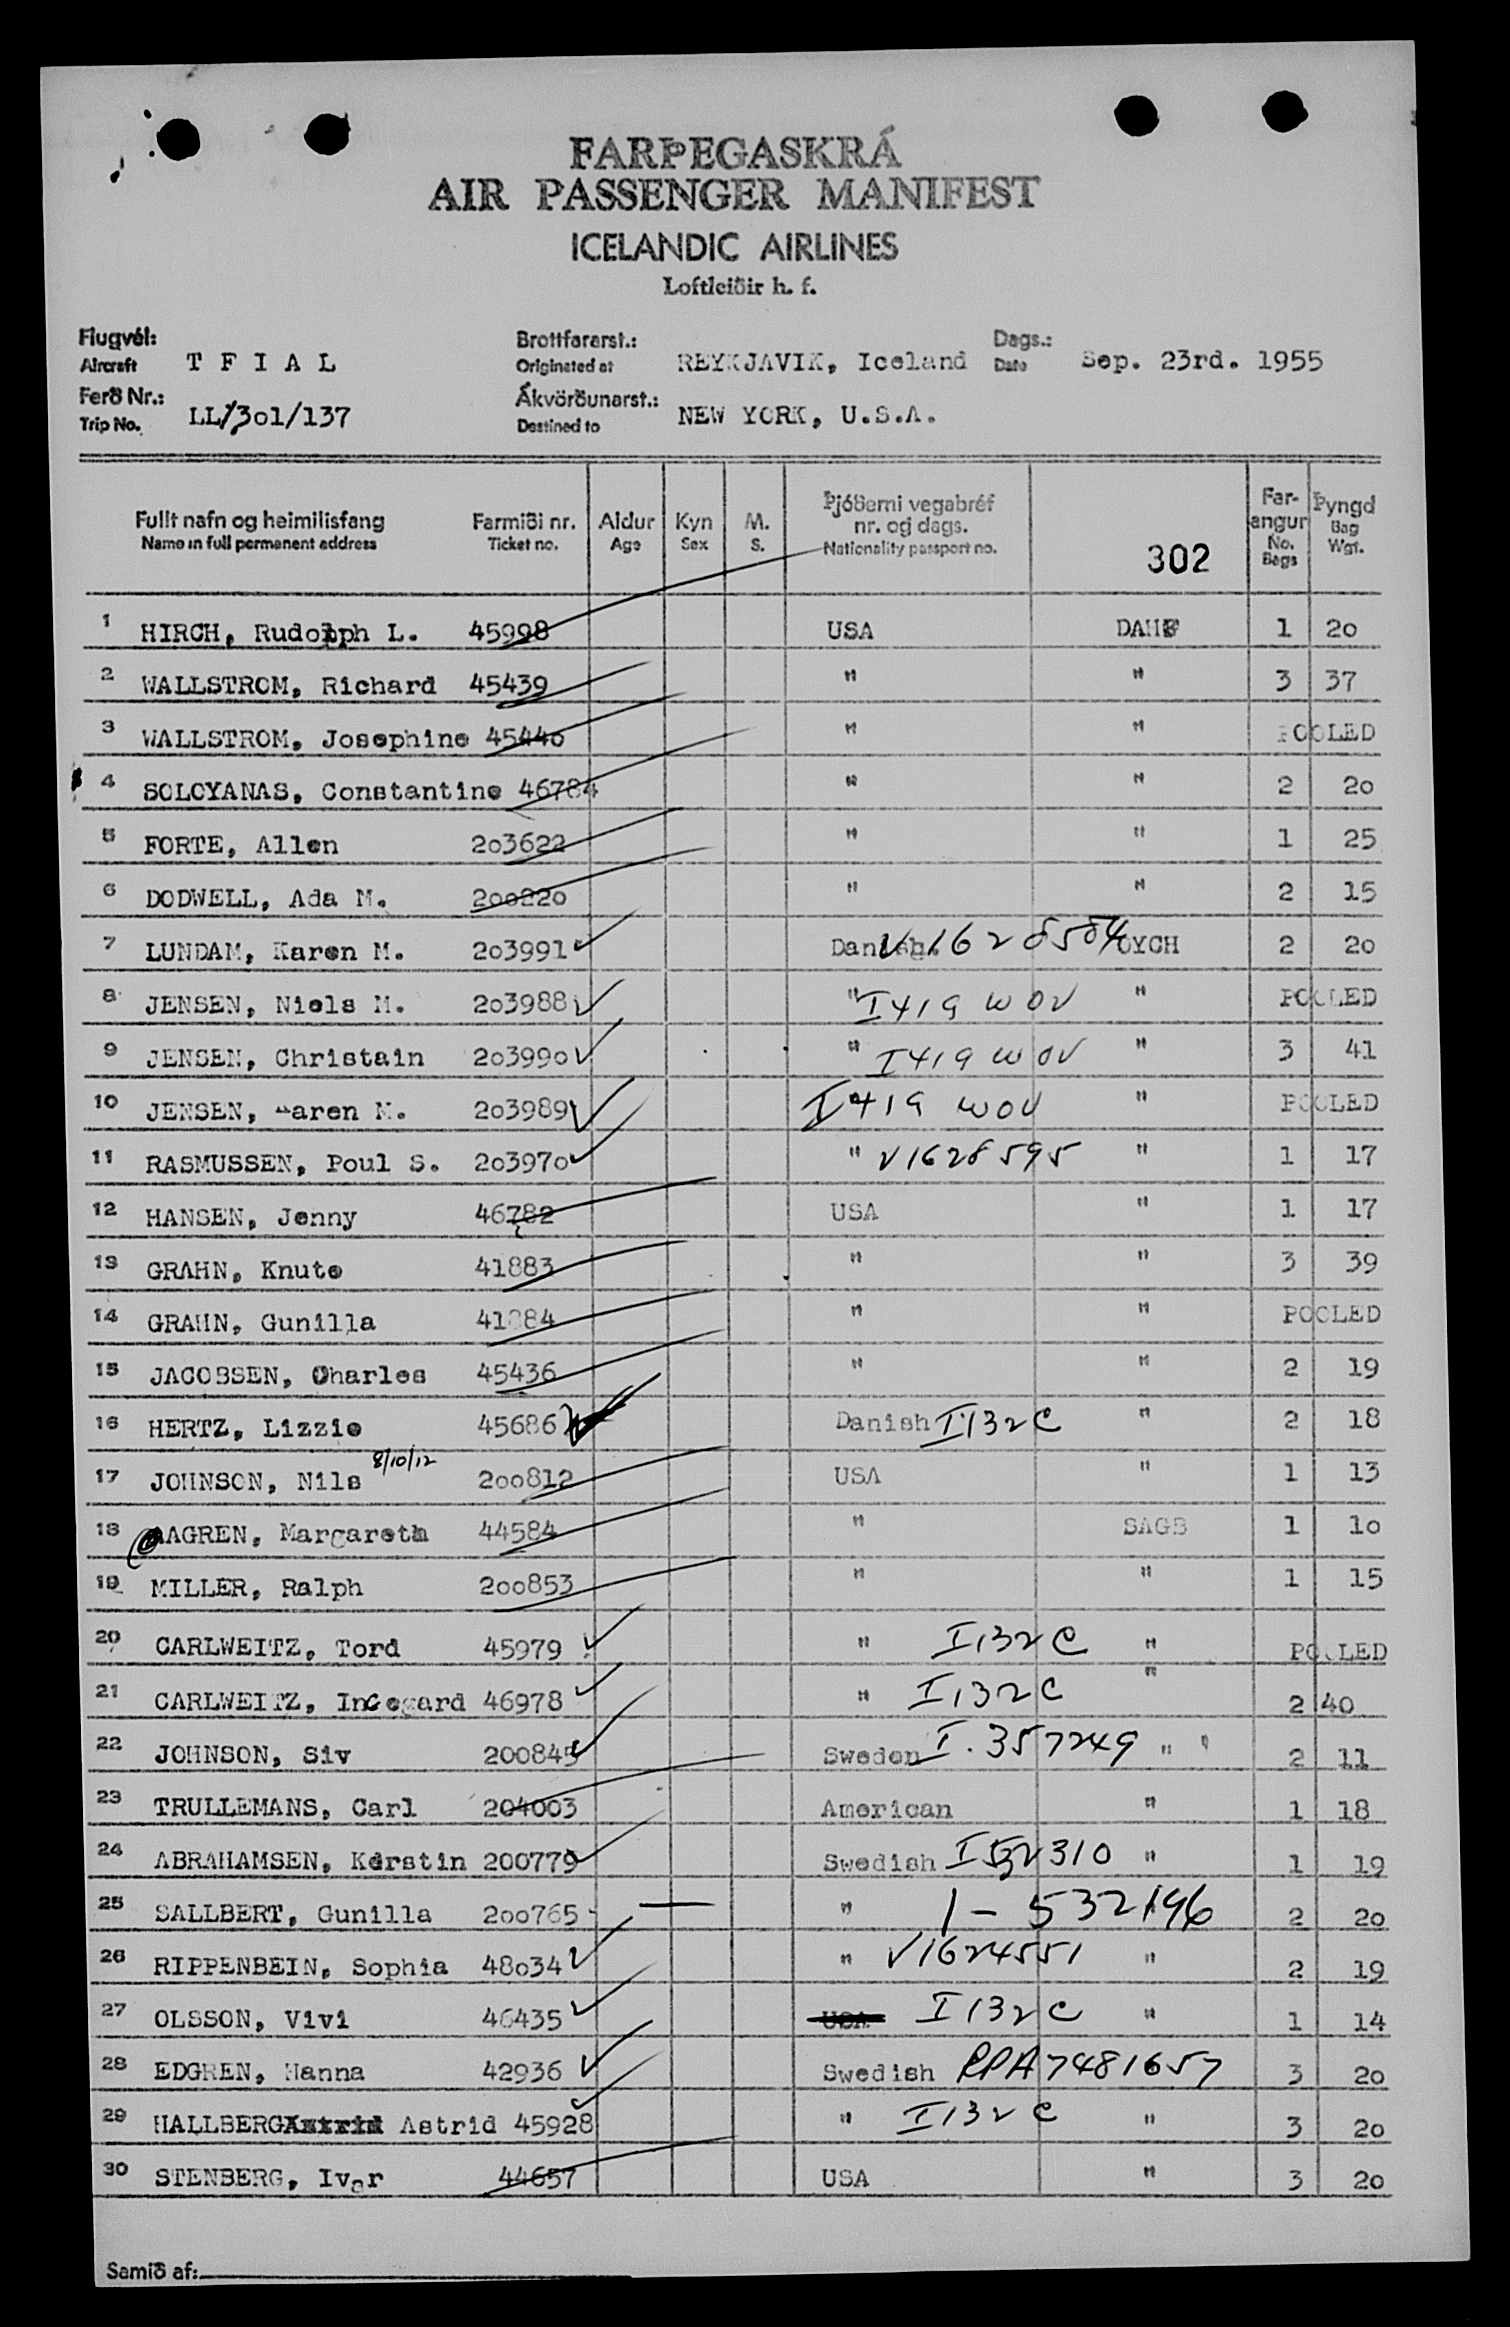 FARÞEGASKRÁ
AIR PASSENGER MANIFEST
ICELANDIC AIRLINES
Loftleiðir h. f.
Flugvél: Brottfararst.: Dags.:
Aircraft T F I A L Originated at REYKJAVIK, Iceland Date Sep. 23rd. 1955
Ferð Nr.: Ákvörðunarst.:
Trip No. LL/301/137 Destined to NEW YORK, U.S.A.
Fullt nafn og heimilisfang Farmiði nr. Aldur Kyn M. Þjóðerni vegabréf nr. og dags. Far-angur Þyngd
Name in full permanent address Ticket no. Age Sex S. Nationality passport no. 302 No. Bags Bag Wgt.
1 HIRCH, Rudolph L. 45998 USA 1 20
2 WALLSTROM, Richard 45439 " " 3 37
3 WALLSTROM, Josephine 45440 " " POOLED
4 SOLOYANAS, Constantine 46784 " " 2 20
5 FORTE, Allen 203622 " " 1 25
6 DODWELL, Ada M. 200220 " " 2 15
7 LUNDAM, Karen M. 203991 Danish V1628584 OYCH 2 20
8 JENSEN, Niels M. 203988 " I419 WOV " POOLED
9 JENSEN, Christain 203990 " I419 WOV " 3 41
10 JENSEN, Maren M. 203989 I419 WOV " POOLED
11 RASMUSSEN, Poul S. 203970 " V1628595 " 1 17
12 HANSEN, Jenny 46782 USA " 1 17
13 GRAHN, Knute 41883 " " 3 39
14 GRAHN, Gunilla 41884 " " POOLED
15 JACOBSEN, Charles 45436 " " 2 19
16 HERTZ, Lizzie 45686 Danish I132C " 2 18
17 JOHNSON, Nils 8/10/12 200812 USA " 1 13
18 AAGREN, Margareth 44584 " SAGB 1 10
19 MILLER, Ralph 200853 " " 1 15
20 CARLWEITZ, Tord 45979 " I132C " POOLED
21 CARLWEITZ, InGegard 46978 " I132C " 2 40
22 JOHNSON, Siv 200845 Sweden I.357249 " " 2 11
23 TRULLEMANS, Carl 204003 American " 1 18
24 ABRAHAMSEN, Kerstin 200779 Swedish I532310 " 1 19
25 SALLBERT, Gunilla 200765 " 1-532196 2 20
26 RIPPENBEIN, Sophia 48034 " V1624551 " 2 19
27 OLSSON, Vivi 46435 USA I132C " 1 14
28 EDGREN, Hanna 42936 Swedish RPA7481657 3 20
29 HALLBERG Astrid Astrid 45928 " I132C " 3 20
30 STENBERG, Ivar 44657 USA " 3 20
Samið af: